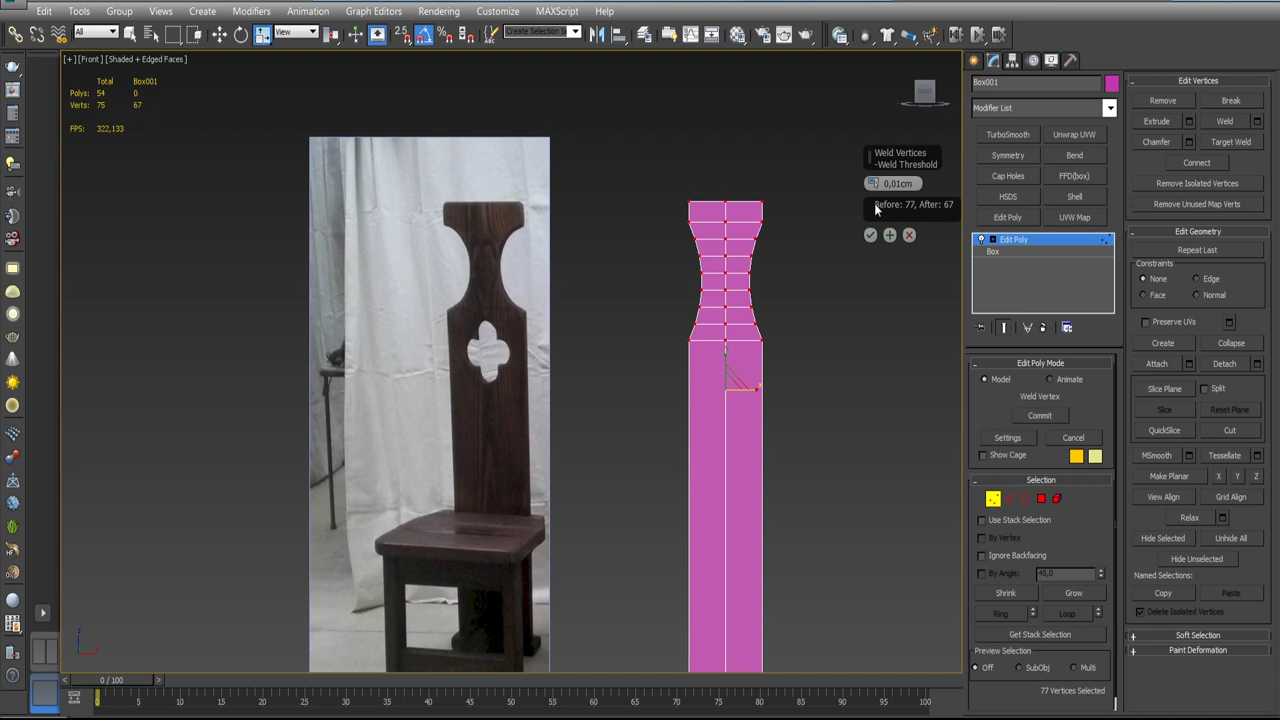 Edit Tools Group Views Create Modifiers Animation Graph Editors Rendering Customize MAXScript Help
All View 2.5 Create Selection S
[+] [Front] [Shaded + Edged Faces]
Total Box001
Polys: 54 0
Verts: 75 67
FPS: 322,133
Weld Vertices
-Weld Threshold
0,01cm
Before: 77, After: 67
Box001
Modifier List
TurboSmooth Unwrap UVW
Symmetry Bend
Cap Holes FFD(box)
HSDS Shell
Edit Poly UVW Map
Edit Poly
Box
Edit Poly Mode
Model Animate
Weld Vertex
Commit
Settings Cancel
Show Cage
Selection
Use Stack Selection
By Vertex
Ignore Backfacing
By Angle: 45,0
Shrink Grow
Ring Loop
Get Stack Selection
Preview Selection
Off SubObj Multi
77 Vertices Selected
Edit Vertices
Remove Break
Extrude Weld
Chamfer Target Weld
Connect
Remove Isolated Vertices
Remove Unused Map Verts
Edit Geometry
Repeat Last
Constraints
None Edge
Face Normal
Preserve UVs
Create Collapse
Attach Detach
Slice Plane Split
Slice Reset Plane
QuickSlice Cut
MSmooth Tessellate
Make Planar X Y Z
View Align Grid Align
Relax
Hide Selected Unhide All
Hide Unselected
Named Selections:
Copy Paste
Delete Isolated Vertices
Soft Selection
Paint Deformation
0 / 100
0 5 10 15 20 25 30 35 40 45 50 55 60 65 70 75 80 85 90 95 100